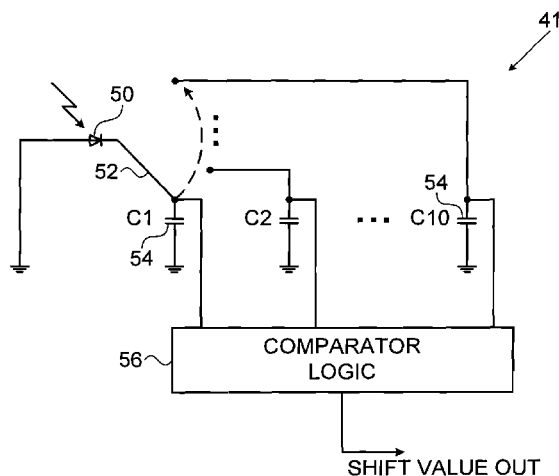 41
50
52
54
C1
C2
C10
54
56
COMPARATOR
LOGIC
SHIFT VALUE OUT